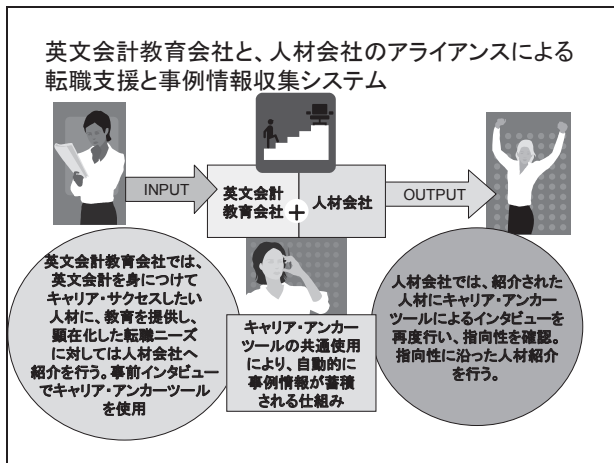 英文会計教育会社と、人材会社のアライアンスによる
転職支援と事例情報収集システム
INPUT
英文会計
教育会社
+
人材会社
OUTPUT
英文会計教育会社では、
英文会計を身につけて
キャリア・サクセスしたい
人材に、教育を提供し、
顕在化した転職ニーズ
に対しては人材会社へ
紹介を行う。事前インタビュー
でキャリア・アンカーツール
を使用
キャリア・アンカー
ツールの共通使用
により、自動的に
事例情報が蓄積
される仕組み
人材会社では、紹介された
人材にキャリア・アンカー
ツールによるインタビューを
再度行い、指向性を確認。
指向性に沿った人材紹介
を行う。